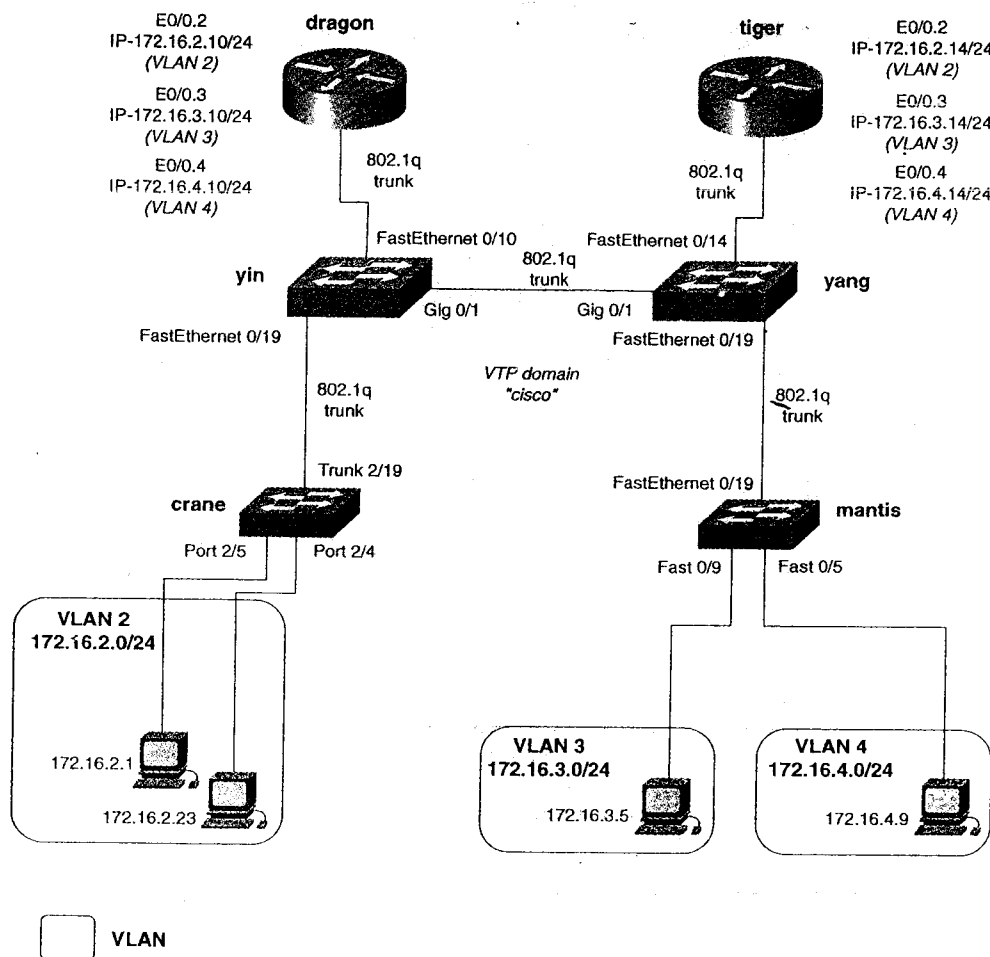 E0/0.2
IP-172.16.2.10/24
(VLAN 2)
E0/0.3
IP-172.16.3.10/24
(VLAN 3)
E0/0.4
IP-172.16.4.10/24
(VLAN 4)
dragon
802.1q
trunk
tiger
802.1q
trunk
E0/0.2
IP-172.16.2.14/24
(VLAN 2)
E0/0.3
IP-172.16.3.14/24
(VLAN 3)
E0/0.4
IP-172.16.4.14/24
(VLAN 4)
FastEthernet 0/10
FastEthernet 0/14
yin
802.1q
trunk
yang
Gig 0/1
Gig 0/1
FastEthernet 0/19
FastEthernet 0/19
VTP domain
"cisco"
802.1q
trunk
802.1q
trunk
Trunk 2/19
FastEthernet 0/19
crane
mantis
Port 2/5
Port 2/4
Fast 0/9
Fast 0/5
VLAN 2
172.16.2.0/24
172.16.2.1
172.16.2.23
VLAN 3
172.16.3.0/24
172.16.3.5
VLAN 4
172.16.4.0/24
172.16.4.9
VLAN